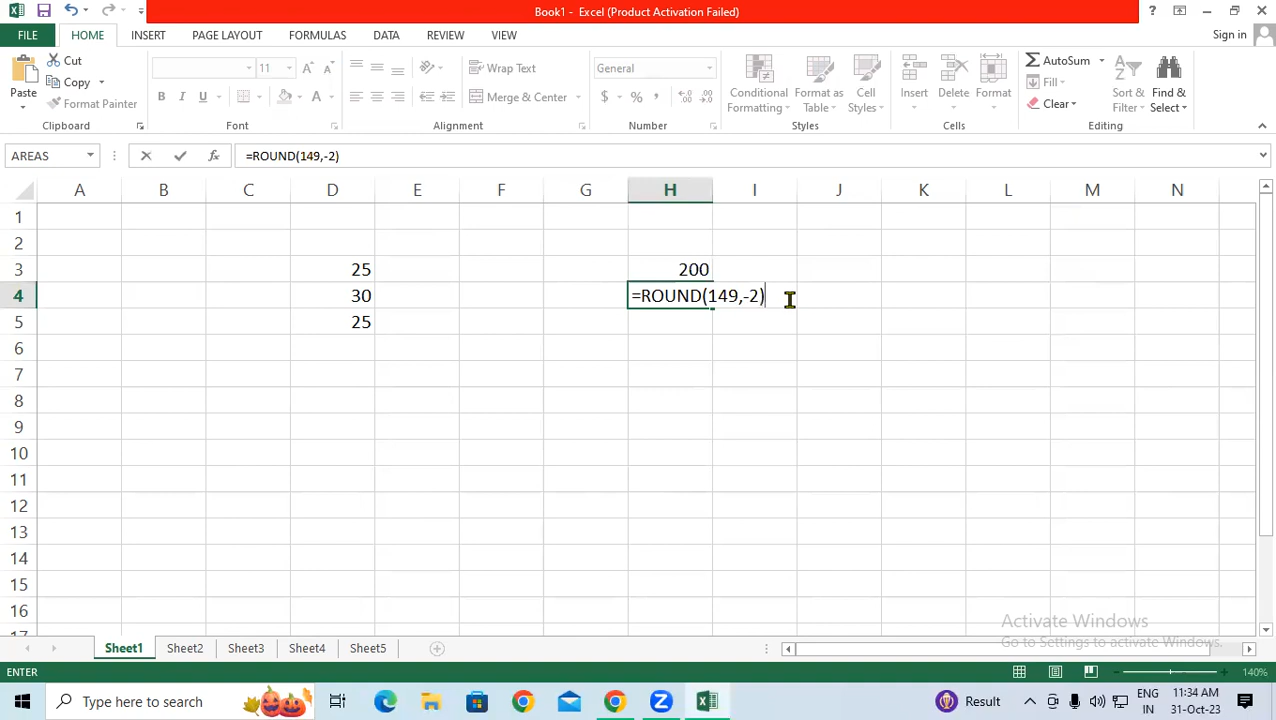 Book1 - Excel (Product Activation Failed)
FILE HOME INSERT PAGE LAYOUT FORMULAS DATA REVIEW VIEW Sign in
Cut
Copy
Format Painter
Paste
Clipboard
11
Font
Wrap Text
Merge & Center
Alignment
General
$ % ,
Number
Conditional Formatting
Format as Table
Cell Styles
Styles
Insert Delete Format
Cells
AutoSum
Fill
Clear
Sort & Filter
Find & Select
Editing
AREAS =ROUND(149,-2)
A B C D E F G H I J K L M N
1
2
3 25 200
4 30 =ROUND(149,-2)
5 25
6
7
8
9
10
11
12
13
14
15
16
17
Activate Windows
Go to Settings to activate Windows.
Sheet1 Sheet2 Sheet3 Sheet4 Sheet5
ENTER 140%
Type here to search Result ENG IN 11:34 AM 31-Oct-23